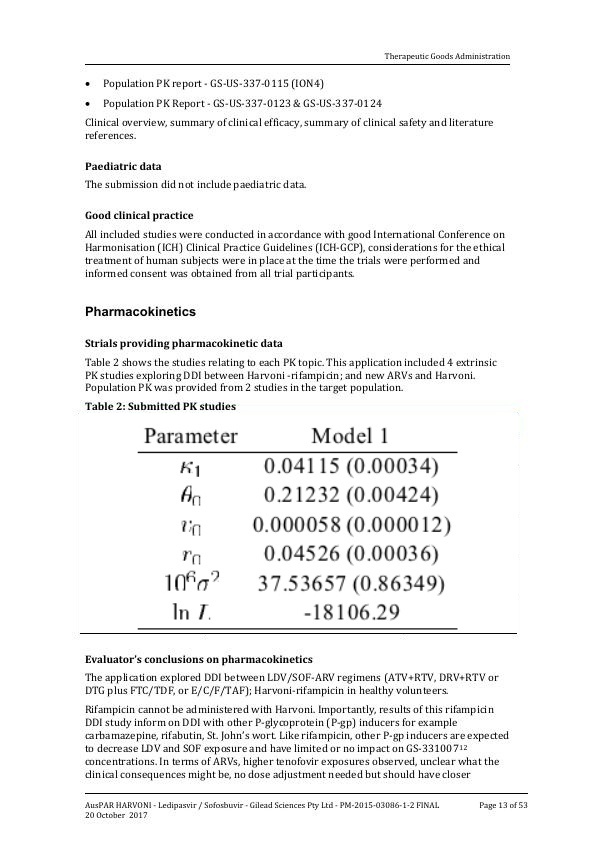 Therapeutic Goods Administration
• Population PK report - GS-US-337-0115 (ION4)
• Population PK Report - GS-US-337-0123 & GS-US-337-0124
Clinical overview, summary of clinical efficacy, summary of clinical safety and literature
references.
Paediatric data
The submission did not include paediatric data.
Good clinical practice
All included studies were conducted in accordance with good International Conference on
Harmonisation (ICH) Clinical Practice Guidelines (ICH-GCP), considerations for the ethical
treatment of human subjects were in place at the time the trials were performed and
informed consent was obtained from all trial participants.
Pharmacokinetics
Strials providing pharmacokinetic data
Table 2 shows the studies relating to each PK topic. This application included 4 extrinsic
PK studies exploring DDI between Harvoni -rifampicin; and new ARVs and Harvoni.
Population PK was provided from 2 studies in the target population.
Table 2: Submitted PK studies
Parameter Model 1
κ1 0.04115 (0.00034)
θ0 0.21232 (0.00424)
v0 0.000058 (0.000012)
r0 0.04526 (0.00036)
10⁶σ² 37.53657 (0.86349)
ln L -18106.29
Evaluator's conclusions on pharmacokinetics
The application explored DDI between LDV/SOF-ARV regimens (ATV+RTV, DRV+RTV or
DTG plus FTC/TDF, or E/C/F/TAF); Harvoni-rifampicin in healthy volunteers.
Rifampicin cannot be administered with Harvoni. Importantly, results of this rifampicin
DDI study inform on DDI with other P-glycoprotein (P-gp) inducers for example
carbamazepine, rifabutin, St. John's wort. Like rifampicin, other P-gp inducers are expected
to decrease LDV and SOF exposure and have limited or no impact on GS-331007¹²
concentrations. In terms of ARVs, higher tenofovir exposures observed, unclear what the
clinical consequences might be, no dose adjustment needed but should have closer
AusPAR HARVONI - Ledipasvir / Sofosbuvir - Gilead Sciences Pty Ltd - PM-2015-03086-1-2 FINAL Page 13 of 53
20 October 2017